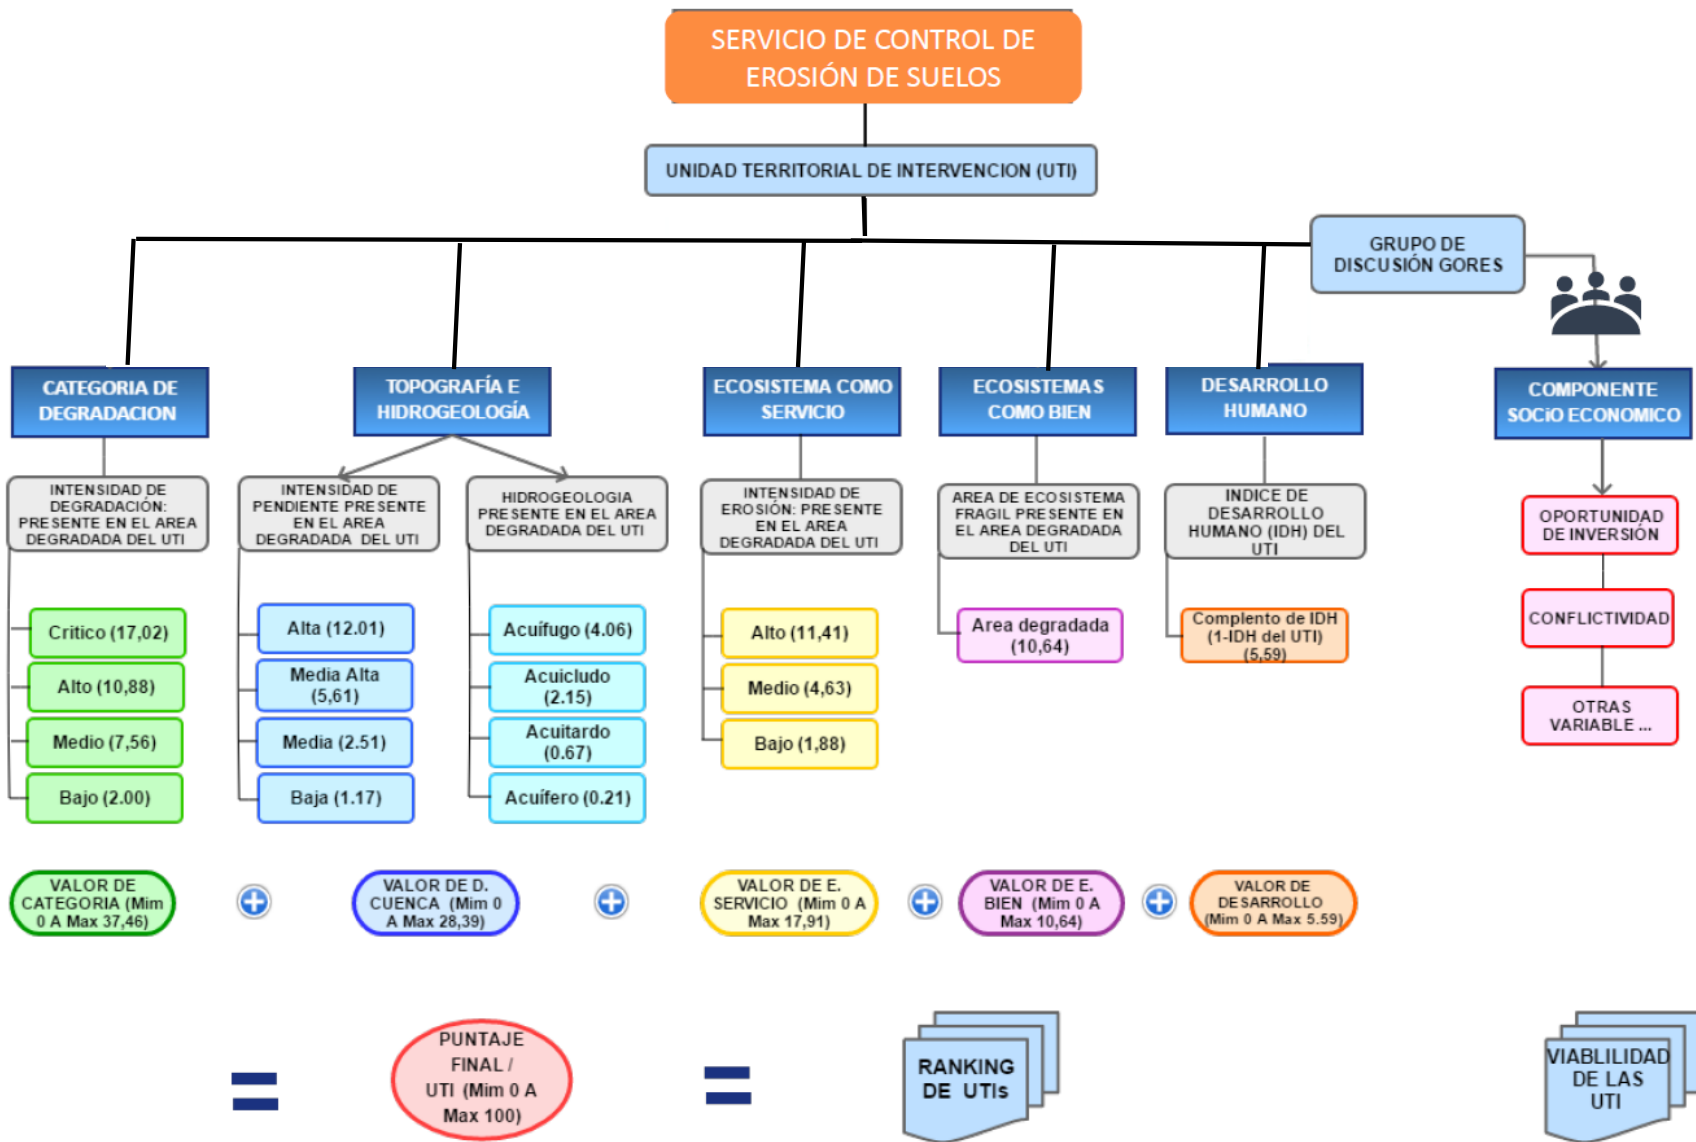 SERVICIO DE CONTROL DE
EROSIÓN DE SUELOS
UNIDAD TERRITORIAL DE INTERVENCION (UTI)
GRUPO DE
DISCUSIÓN GORES
CATEGORIA DE
DEGRADACION
TOPOGRAFÍA E
HIDROGEOLOGÍA
ECOSISTEMA COMO
SERVICIO
ECOSISTEMAS
COMO BIEN
DESARROLLO
HUMANO
COMPONENTE
SOCiO ECONOMICO
INTENSIDAD DE
DEGRADACIÓN:
PRESENTE EN EL AREA
DEGRADADA DEL UTI
INTENSIDAD DE
PENDIENTE PRESENTE
EN EL AREA
DEGRADADA DEL UTI
HIDROGEOLOGIA
PRESENTE EN EL AREA
DEGRADADA DEL UTI
INTENSIDAD DE
EROSIÓN: PRESENTE
EN EL AREA
DEGRADADA DEL UTI
AREA DE ECOSISTEMA
FRAGIL PRESENTE EN
EL AREA DEGRADADA
DEL UTI
INDICE DE
DESARROLLO
HUMANO (IDH) DEL
UTI
OPORTUNIDAD
DE INVERSIÓN
CONFLICTIVIDAD
OTRAS
VARIABLE ...
Critico (17,02)
Alto (10,88)
Medio (7,56)
Bajo (2.00)
Alta (12.01)
Media Alta
(5,61)
Media (2.51)
Baja (1.17)
Acuífugo (4.06)
Acuicludo
(2.15)
Acuitardo
(0.67)
Acuífero (0.21)
Alto (11,41)
Medio (4,63)
Bajo (1,88)
Area degradada
(10,64)
Complento de IDH
(1-IDH del UTI)
(5,59)
VALOR DE
CATEGORIA (Mim
0 A Max 37,46)
VALOR DE D.
CUENCA (Mim 0
A Max 28,39)
VALOR DE E.
SERVICIO (Mim 0 A
Max 17,91)
VALOR DE E.
BIEN (Mim 0 A
Max 10,64)
VALOR DE
DESARROLLO
(Mim 0 A Max 5.59)
PUNTAJE
FINAL /
UTI (Mim 0 A
Max 100)
RANKING
DE UTIs
VIABLILIDAD
DE LAS
UTI